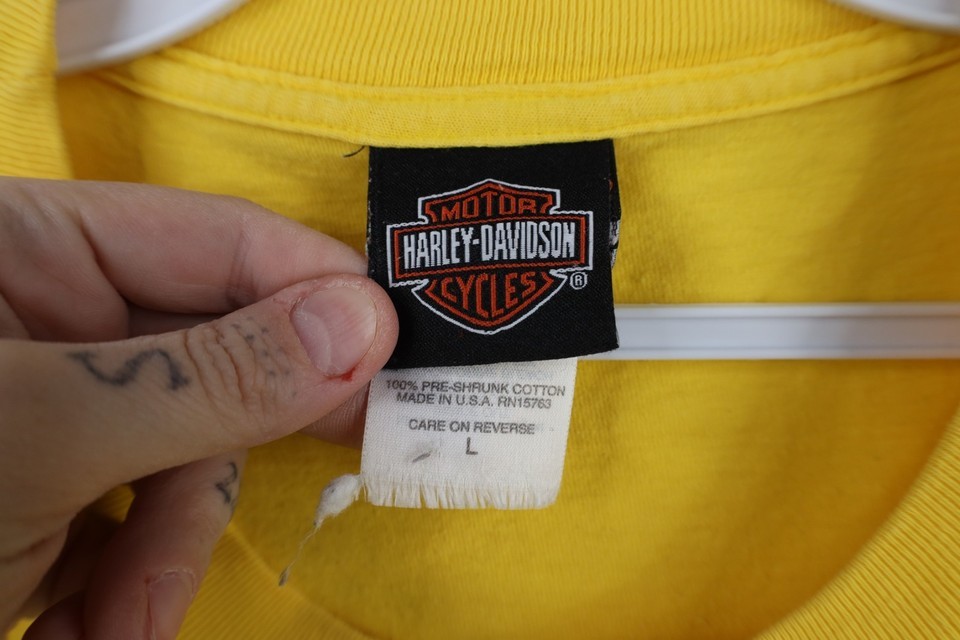 MOTOR
HARLEY-DAVIDSON
CYCLES
®
100% PRE-SHRUNK COTTON
MADE IN U.S.A. RN15763
CARE ON REVERSE
L